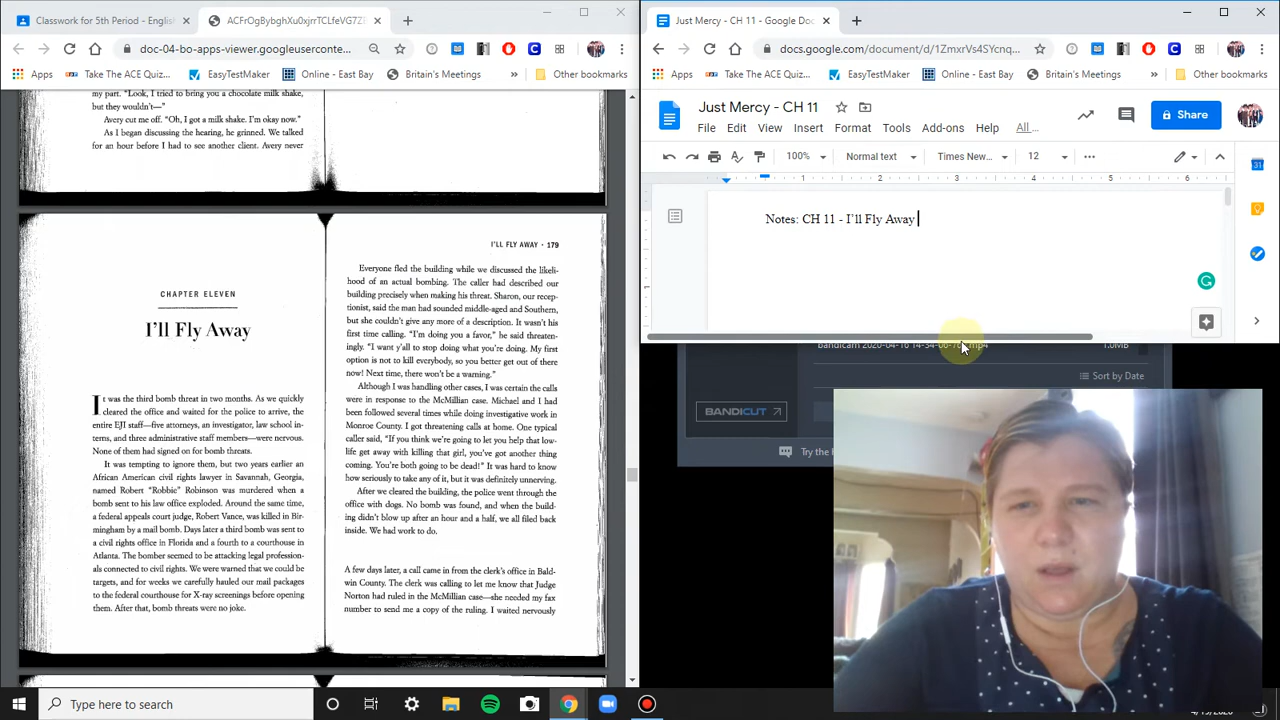 Classwork for 5th Period - Englis
ACFrOgBybghXu0xjrrTCLfeVG7ZE
doc-04-bo-apps-viewer.googleuserconte...
Apps
Take The ACE Quiz...
EasyTestMaker
Online - East Bay
Britain's Meetings
»
Other bookmarks
my part. "Look, I tried to bring you a chocolate milk shake,
but they wouldn't—"
Avery cut me off. "Oh, I got a milk shake. I'm okay now."
As I began discussing the hearing, he grinned. We talked
for an hour before I had to see another client. Avery never
CHAPTER ELEVEN
I'll Fly Away
It was the third bomb threat in two months. As we quickly
cleared the office and waited for the police to arrive, the
entire EJI staff—five attorneys, an investigator, law school in-
terns, and three administrative staff members—were nervous.
None of them had signed on for bomb threats.
It was tempting to ignore them, but two years earlier an
African American civil rights lawyer in Savannah, Georgia,
named Robert "Robbie" Robinson was murdered when a
bomb sent to his law office exploded. Around the same time,
a federal appeals court judge, Robert Vance, was killed in Bir-
mingham by a mail bomb. Days later a third bomb was sent to
a civil rights office in Florida and a fourth to a courthouse in
Atlanta. The bomber seemed to be attacking legal profession-
als connected to civil rights. We were warned that we could be
targets, and for weeks we carefully hauled our mail packages
to the federal courthouse for X-ray screenings before opening
them. After that, bomb threats were no joke.
I'LL FLY AWAY · 179
Everyone fled the building while we discussed the likeli-
hood of an actual bombing. The caller had described our
building precisely when making his threat. Sharon, our recep-
tionist, said the man had sounded middle-aged and Southern,
but she couldn't give any more of a description. It wasn't his
first time calling. "I'm doing you a favor," he said threaten-
ingly. "I want y'all to stop doing what you're doing. My first
option is not to kill everybody, so you better get out of there
now! Next time, there won't be a warning."
Although I was handling other cases, I was certain the calls
were in response to the McMillian case. Michael and I had
been followed several times while doing investigative work in
Monroe County. I got threatening calls at home. One typical
caller said, "If you think we're going to let you help that low-
life get away with killing that girl, you've got another thing
coming. You're both going to be dead!" It was hard to know
how seriously to take any of it, but it was definitely unnerving.
After we cleared the building, the police went through the
office with dogs. No bomb was found, and when the build-
ing didn't blow up after an hour and a half, we all filed back
inside. We had work to do.
A few days later, a call came in from the clerk's office in Bald-
win County. The clerk was calling to let me know that Judge
Norton had ruled in the McMillian case—she needed my fax
number to send me a copy of the ruling. I waited nervously
Just Mercy - CH 11 - Google Doc
docs.google.com/document/d/1ZmxrVs4SYcnq...
Apps
Take The ACE Quiz...
EasyTestMaker
Online - East Bay
Britain's Meetings
»
Other bookmarks
Just Mercy - CH 11
File Edit View Insert Format Tools Add-ons Help All ...
Share
100% Normal text Times New... 12
1 2 3 4 5 6
31
Notes: CH 11 - I'll Fly Away
1.0MB
Sort by Date
BANDICUT
Try the
Type here to search